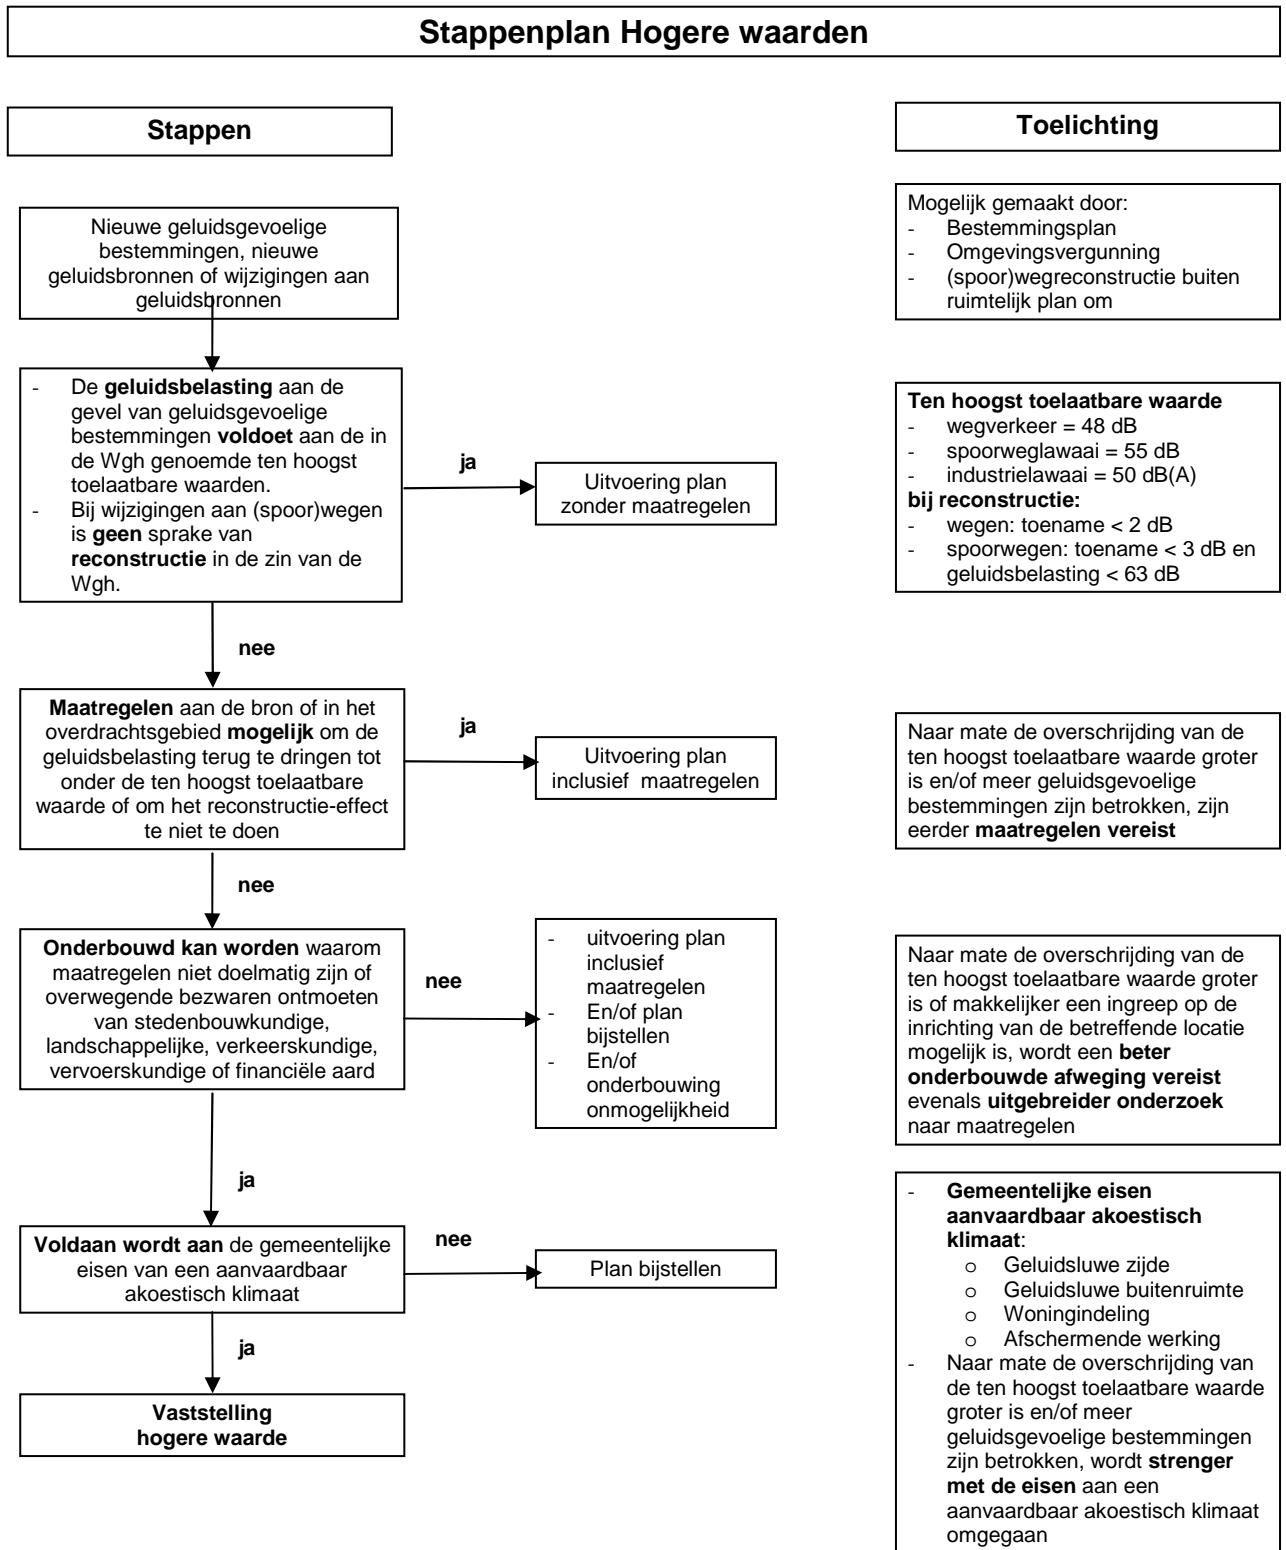 Stappenplan Hogere waarden
Stappen
Toelichting
Nieuwe geluidsgevoelige
bestemmingen, nieuwe
geluidsbronnen of wijzigingen aan
geluidsbronnen
Mogelijk gemaakt door:
- Bestemmingsplan
- Omgevingsvergunning
- (spoor)wegreconstructie buiten
ruimtelijk plan om
- De geluidsbelasting aan de
gevel van geluidsgevoelige
bestemmingen voldoet aan de in
de Wgh genoemde ten hoogst
toelaatbare waarden.
- Bij wijzigingen aan (spoor)wegen
is geen sprake van
reconstructie in de zin van de
Wgh.
ja
Uitvoering plan
zonder maatregelen
Ten hoogst toelaatbare waarde
- wegverkeer = 48 dB
- spoorweglawaai = 55 dB
- industrielawaai = 50 dB(A)
bij reconstructie:
- wegen: toename < 2 dB
- spoorwegen: toename < 3 dB en
geluidsbelasting < 63 dB
nee
Maatregelen aan de bron of in het
overdrachtsgebied mogelijk om de
geluidsbelasting terug te dringen tot
onder de ten hoogst toelaatbare
waarde of om het reconstructie-effect
te niet te doen
ja
Uitvoering plan
inclusief maatregelen
Naar mate de overschrijding van de
ten hoogst toelaatbare waarde groter
is en/of meer geluidsgevoelige
bestemmingen zijn betrokken, zijn
eerder maatregelen vereist
nee
Onderbouwd kan worden waarom
maatregelen niet doelmatig zijn of
overwegende bezwaren ontmoeten
van stedenbouwkundige,
landschappelijke, verkeerskundige,
vervoerskundige of financiële aard
nee
- uitvoering plan
inclusief
maatregelen
- En/of plan
bijstellen
- En/of
onderbouwing
onmogelijkheid
Naar mate de overschrijding van de
ten hoogst toelaatbare waarde groter
is of makkelijker een ingreep op de
inrichting van de betreffende locatie
mogelijk is, wordt een beter
onderbouwde afweging vereist
evenals uitgebreider onderzoek
naar maatregelen
ja
Voldaan wordt aan de gemeentelijke
eisen van een aanvaardbaar
akoestisch klimaat
nee
Plan bijstellen
- Gemeentelijke eisen
aanvaardbaar akoestisch
klimaat:
o Geluidsluwe zijde
o Geluidsluwe buitenruimte
o Woningindeling
o Afschermende werking
- Naar mate de overschrijding van
de ten hoogst toelaatbare waarde
groter is en/of meer
geluidsgevoelige bestemmingen
zijn betrokken, wordt strenger
met de eisen aan een
aanvaardbaar akoestisch klimaat
omgegaan
ja
Vaststelling
hogere waarde